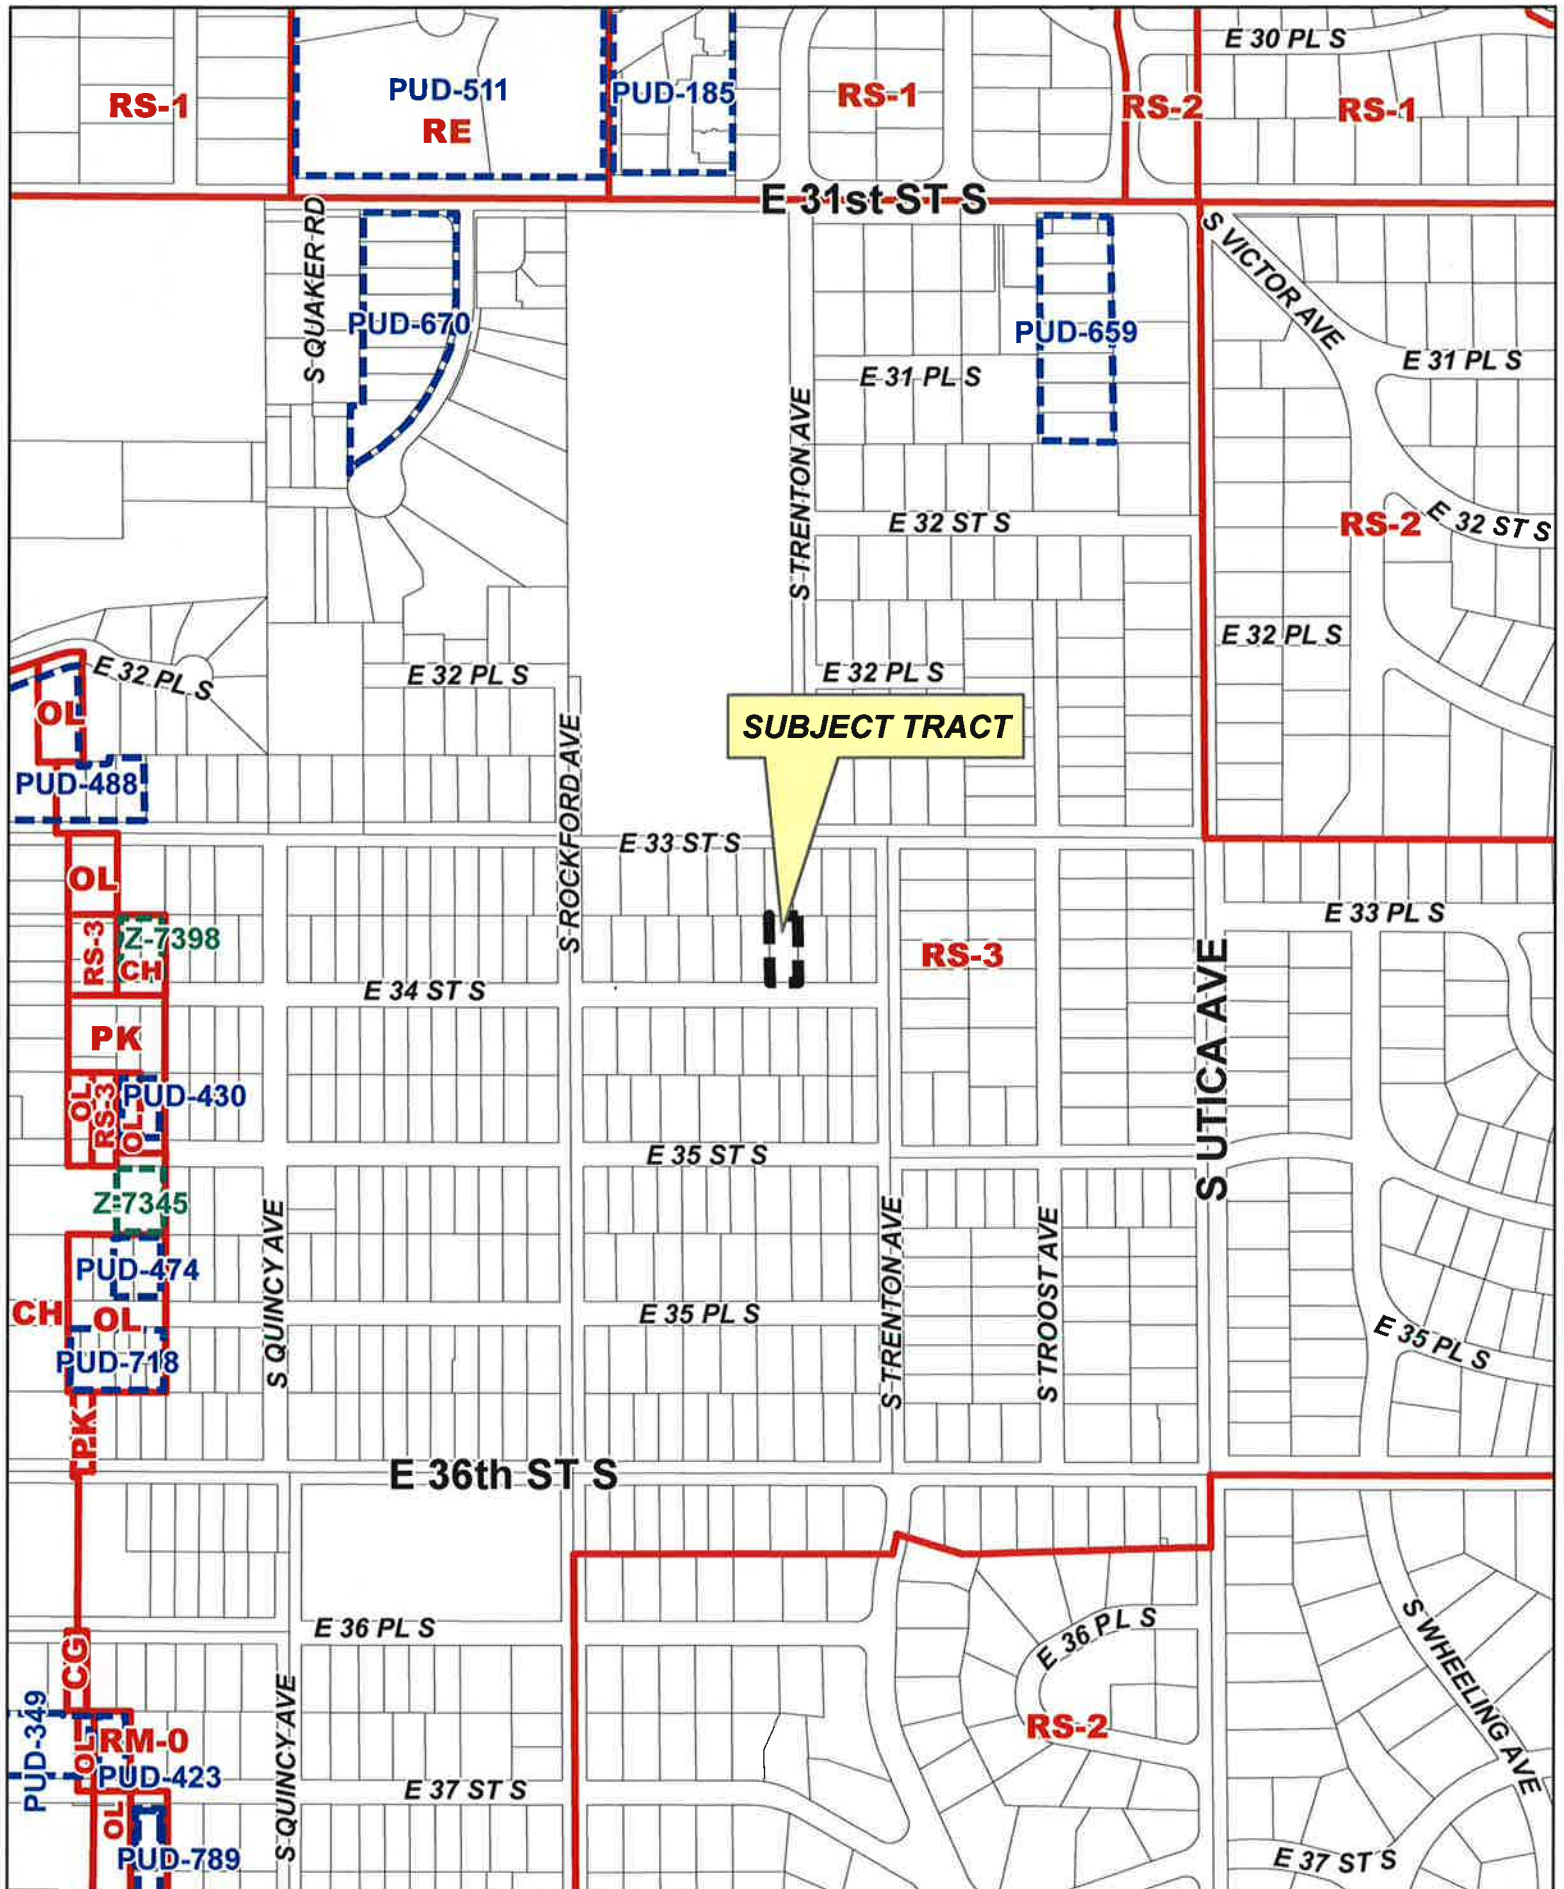 E 30 PL S
PUD-511
PUD-185
RS-1
RS-1
RS-2
RS-1
RE
E 31st ST S
S QUAKER RD
S VICTOR AVE
PUD-670
PUD-659
E 31 PL S
E 31 PL S
S TRENTON AVE
E 32 ST S
RS-2
E 32 ST S
E 32 PL S
E 32 PL S
E 32 PL S
E 32 PL S
OL
SUBJECT TRACT
PUD-488
S ROCKFORD AVE
E 33 ST S
OL
E 33 PL S
RS-3
Z-7398
CH
RS-3
E 34 ST S
PK
S UTICA AVE
OL
RS-3
OL
PUD-430
E 35 ST S
Z-7345
S QUINCY AVE
S TRENTON AVE
S TROOST AVE
PUD-474
CH
OL
E 35 PL S
E 35 PL S
PUD-718
PK
E 36th ST S
E 36 PL S
E 36 PL S
CG
S WHEELING AVE
PUD-349
OL
RM-0
RS-2
PUD-423
S QUINCY AVE
E 37 ST S
OL
PUD-789
E 37 ST S